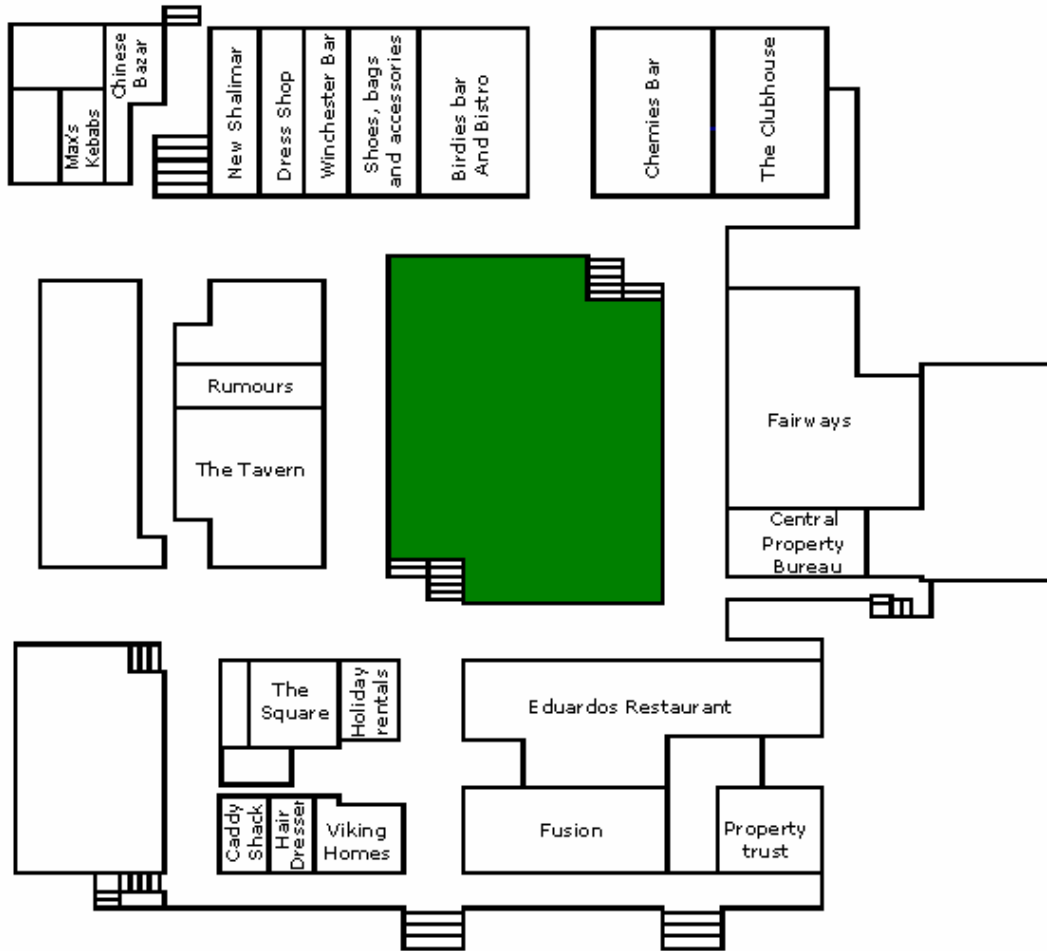 Chinese
Bazar
Max's
Kebabs
New Shalimar
Dress Shop
Winchester Bar
Shoes, bags
and accessories
Birdies bar
And Bistro
Chemies Bar
The Clubhouse
Rumours
The Tavern
Fairways
Central
Property
Bureau
The
Square
Holiday
rentals
Eduardos Restaurant
Caddy
Shack
Hair
Dresser
Viking
Homes
Fusion
Property
trust